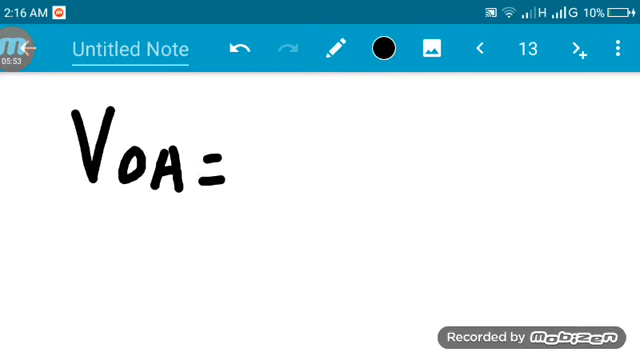 2:16 AM H G 10%
05:53 Untitled Note 13
VOA =
Recorded by mobizen